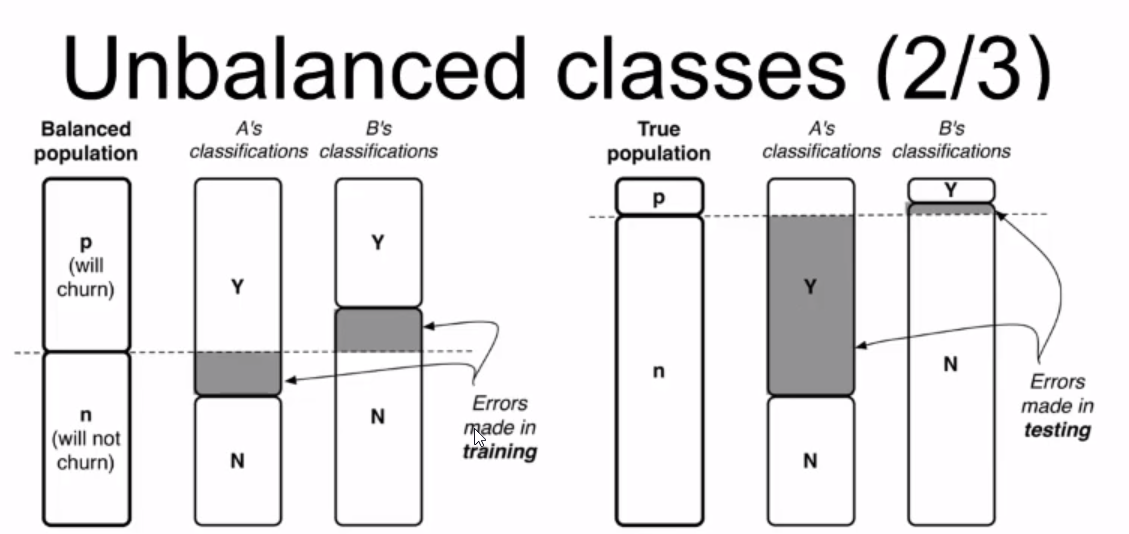 Unbalanced classes (2/3)
Balanced
population
A's
classifications
B's
classifications
True
population
A's
classifications
B's
classifications
p
(will
churn)
n
(will not
churn)
Y
N
Y
N
Errors
made in
training
p
n
Y
N
Y
N
Errors
made in
testing